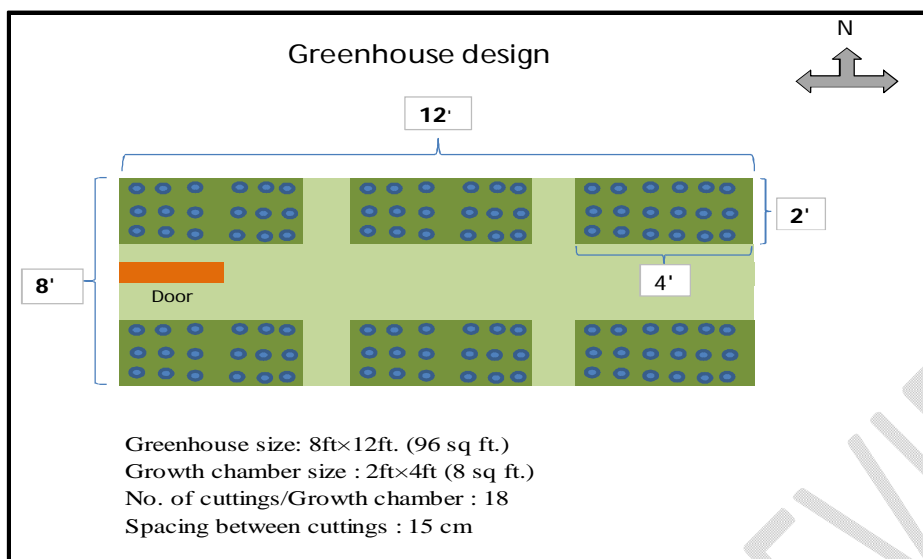 N
Greenhouse design
12'
2'
8'
4'
Door
Greenhouse size: 8ft×12ft. (96 sq ft.)
Growth chamber size : 2ft×4ft (8 sq ft.)
No. of cuttings/Growth chamber : 18
Spacing between cuttings : 15 cm